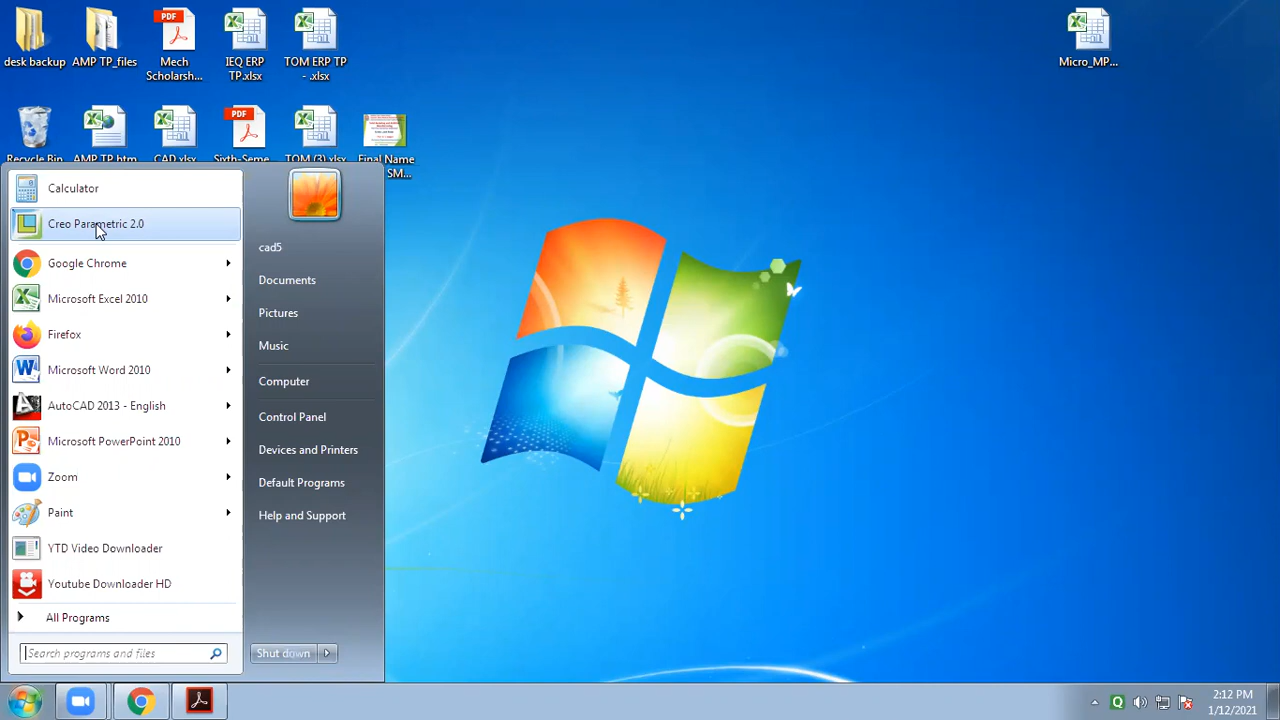 desk backup
AMP TP_files
Mech
Scholarsh...
IEQ ERP
TP.xlsx
TOM ERP TP
- .xlsx
Micro_MP...
PDF
PDF
Recycle Bin
AMP TP.htm
CAD.xlsx
Sixth-Seme
TOM (3).xlsx
Final Name
SM...
Calculator
Creo Parametric 2.0
Google Chrome
Microsoft Excel 2010
Firefox
Microsoft Word 2010
AutoCAD 2013 - English
Microsoft PowerPoint 2010
Zoom
Paint
YTD Video Downloader
Youtube Downloader HD
All Programs
Search programs and files
cad5
Documents
Pictures
Music
Computer
Control Panel
Devices and Printers
Default Programs
Help and Support
Shut down
2:12 PM
1/12/2021